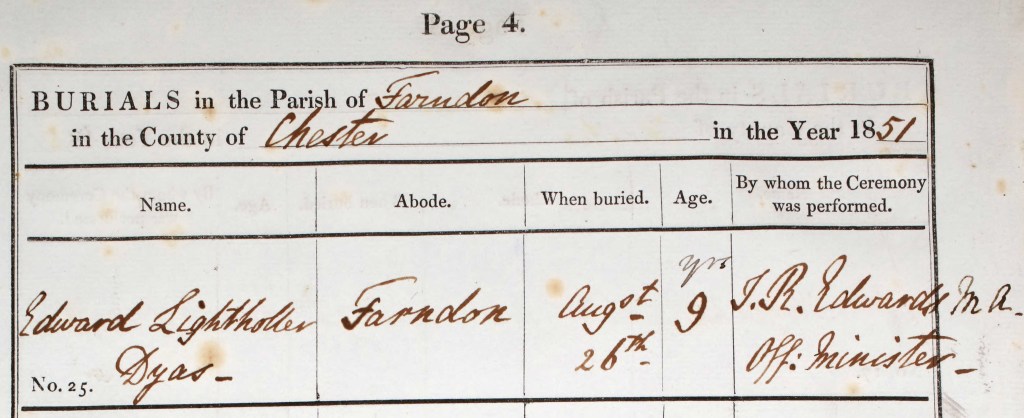 Page 4.
BURIALS in the Parish of Farndon
in the County of Chester in the Year 1851
Name. Abode. When buried. Age. By whom the Ceremony was performed.
Edward Lightholler Dyas Farndon Augst 26th yrs 9 J. R. Edwards M A.
Off: Minister
No. 25.